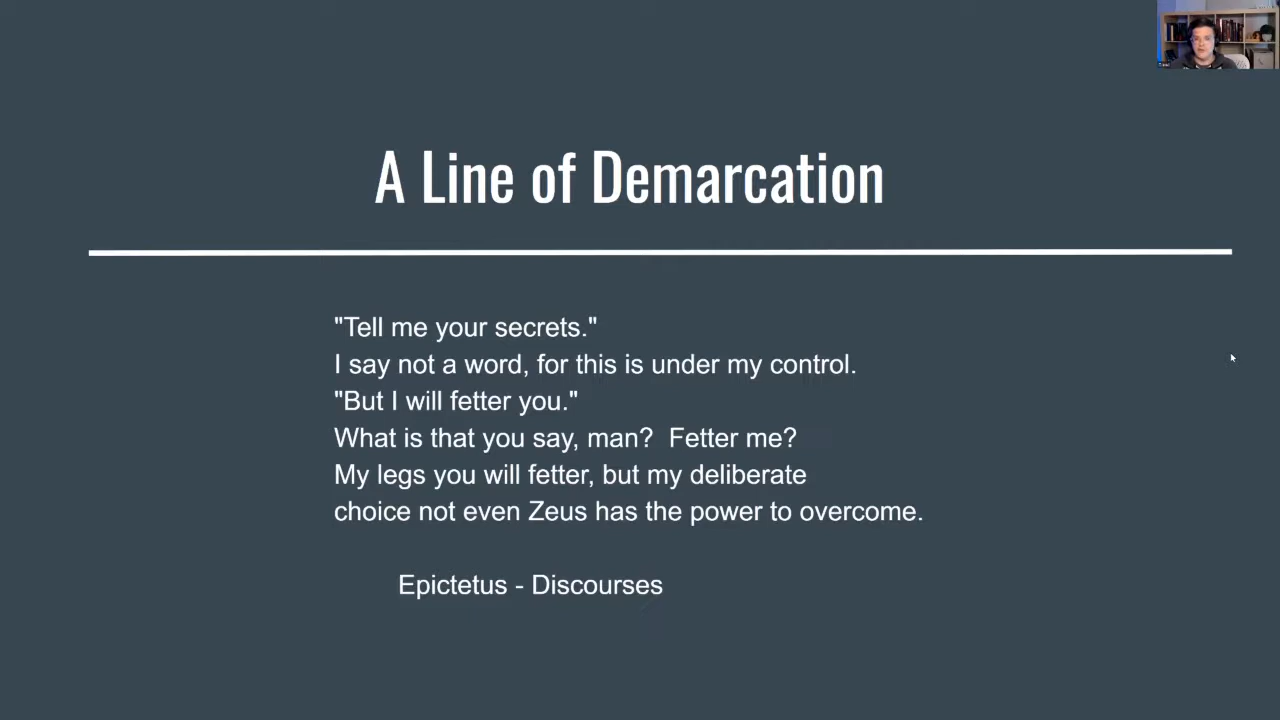 A Line of Demarcation
"Tell me your secrets."
I say not a word, for this is under my control.
"But I will fetter you."
What is that you say, man?  Fetter me?
My legs you will fetter, but my deliberate
choice not even Zeus has the power to overcome.
Epictetus - Discourses